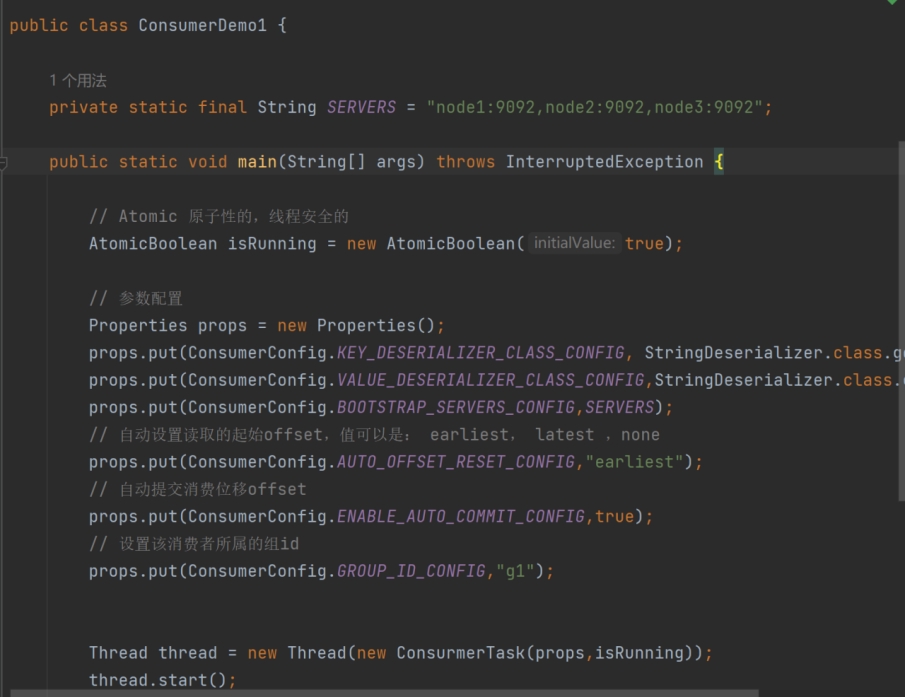 public class ConsumerDemo1 {
1 个用法
private static final String SERVERS = "node1:9092,node2:9092,node3:9092";
public static void main(String[] args) throws InterruptedException {
// Atomic 原子性的，线程安全的
AtomicBoolean isRunning = new AtomicBoolean( initialValue: true);
// 参数配置
Properties props = new Properties();
props.put(ConsumerConfig.KEY_DESERIALIZER_CLASS_CONFIG, StringDeserializer.class.g
props.put(ConsumerConfig.VALUE_DESERIALIZER_CLASS_CONFIG,StringDeserializer.class.
props.put(ConsumerConfig.BOOTSTRAP_SERVERS_CONFIG,SERVERS);
// 自动设置读取的起始offset，值可以是： earliest， latest ，none
props.put(ConsumerConfig.AUTO_OFFSET_RESET_CONFIG,"earliest");
// 自动提交消费位移offset
props.put(ConsumerConfig.ENABLE_AUTO_COMMIT_CONFIG,true);
// 设置该消费者所属的组id
props.put(ConsumerConfig.GROUP_ID_CONFIG,"g1");
Thread thread = new Thread(new ConsurmerTask(props,isRunning));
thread.start();